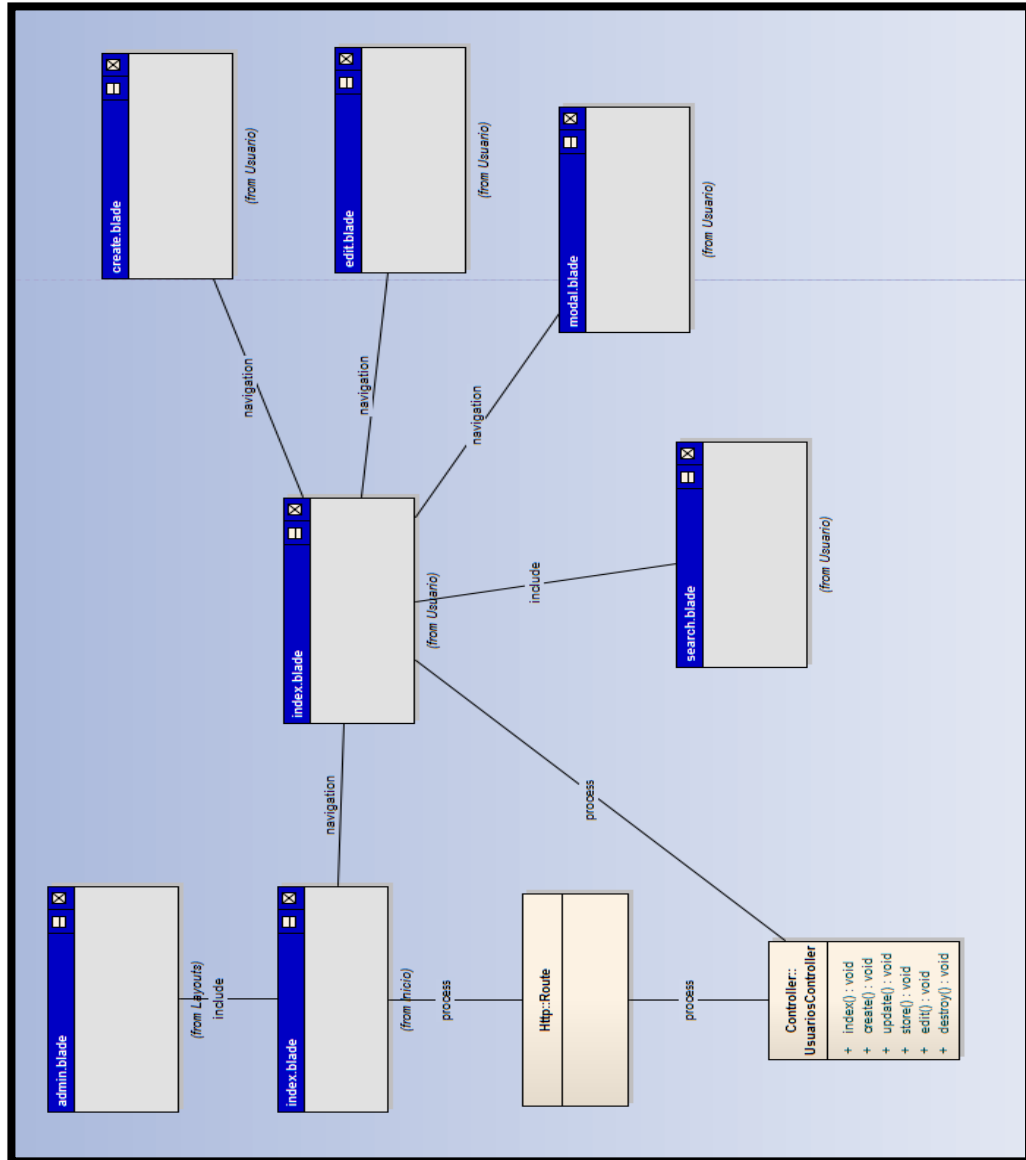 admin.blade
(from Layouts)
include
index.blade
(from Inicio)
navigation
process
Http::Route
process
Controller::
UsuariosController
+ index() : void
+ create() : void
+ update() : void
+ store() : void
+ edit() : void
+ destroy() : void
process
index.blade
(from Usuario)
navigation
create.blade
(from Usuario)
navigation
edit.blade
(from Usuario)
navigation
modal.blade
(from Usuario)
include
search.blade
(from Usuario)